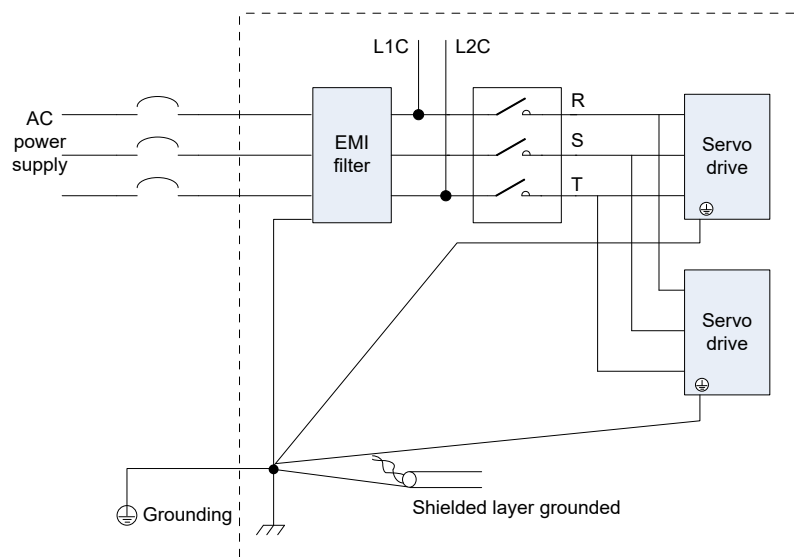 L1C
L2C
AC
power
supply
EMI
filter
R
S
T
Servo
drive
Servo
drive
Grounding
Shielded layer grounded